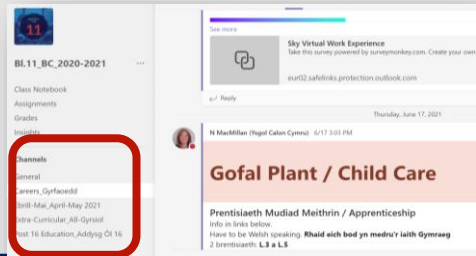 11
Bl.11_BC_2020-2021
...
Class Notebook
Assignments
Grades
Insights
Channels
General
Careers_Gyrfaoedd
Ebrill-Mai_April-May 2021
Extra-Curricular_All-Gyrsiol
Post 16 Education_Addysg Ôl 16
See more
Sky Virtual Work Experience
Take this survey powered by surveymonkey.com. Create your own
eur02.safelinks.protection.outlook.com
Reply
Thursday, June 17, 2021
N MacMillan (Ysgol Calon Cymru) 6/17 3:03 PM
Gofal Plant / Child Care
Prentisiaeth Mudiad Meithrin / Apprenticeship
Info in links below.
Have to be Welsh speaking. Rhaid eich bod yn medru'r iaith Gymraeg
2 brentisiaeth: L3 a L5